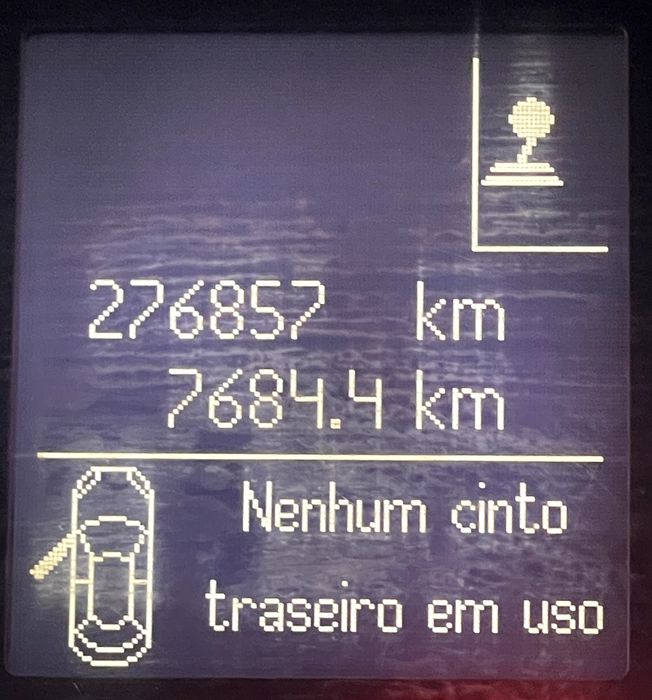 276857 km
7684.4 km
Nenhum cinto
traseiro em uso